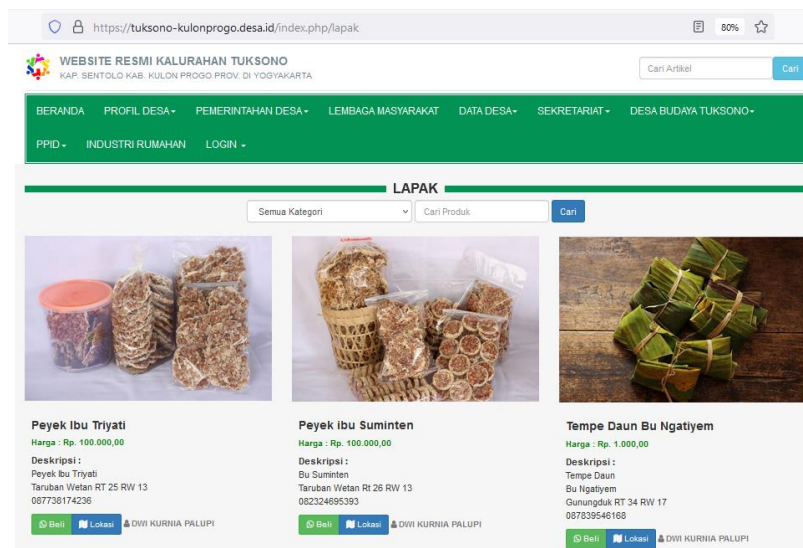 https://tuksono-kulonprogo.desa.id/index.php/lapak
80%
WEBSITE RESMI KALURAHAN TUKSONO
KAP. SENTOLO KAB. KULON PROGO PROV. DI YOGYAKARTA
Cari Artikel
Cari
BERANDA PROFIL DESA PEMERINTAHAN DESA LEMBAGA MASYARAKAT DATA DESA SEKRETARIAT DESA BUDAYA TUKSONO
PPID INDUSTRI RUMAHAN LOGIN
LAPAK
Semua Kategori Cari Produk Cari
Peyek Ibu Triyati
Harga : Rp. 100.000,00
Deskripsi :
Peyek Ibu Triyati
Taruban Wetan RT 25 RW 13
087738174236
Beli Lokasi DWI KURNIA PALUPI
Peyek ibu Suminten
Harga : Rp. 100.000,00
Deskripsi :
Bu Suminten
Taruban Wetan Rt 26 RW 13
082324695393
Beli Lokasi DWI KURNIA PALUPI
Tempe Daun Bu Ngatiyem
Harga : Rp. 1.000,00
Deskripsi :
Tempe Daun
Bu Ngatiyem
Gunungduk RT 34 RW 17
087839546168
Beli Lokasi DWI KURNIA PALUPI